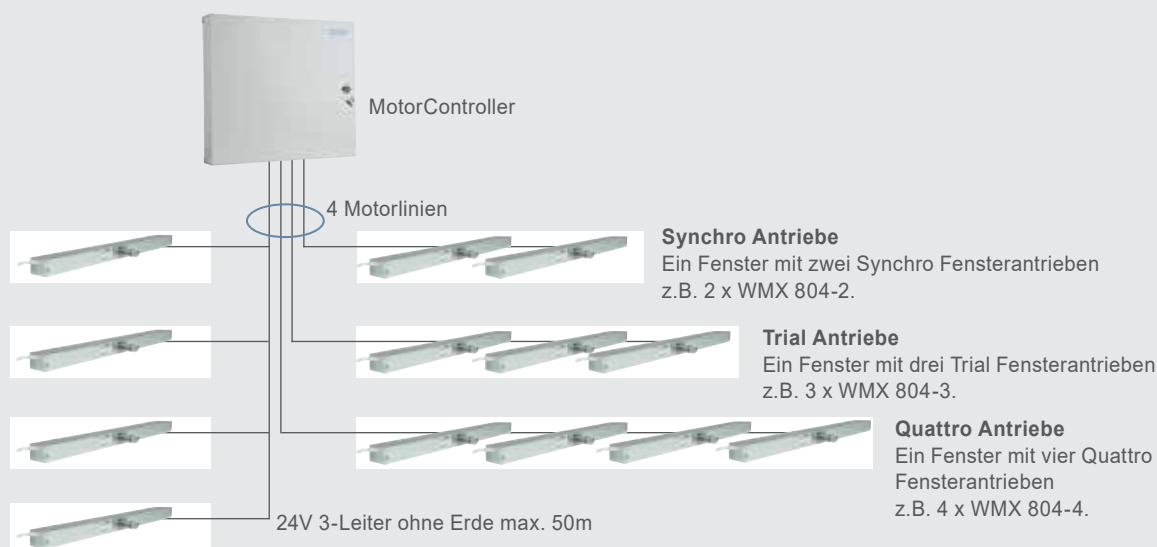 MotorController
4 Motorlinien
Synchro Antriebe
Ein Fenster mit zwei Synchro Fensterantrieben
z.B. 2 x WMX 804-2.
Trial Antriebe
Ein Fenster mit drei Trial Fensterantrieben
z.B. 3 x WMX 804-3.
Quattro Antriebe
Ein Fenster mit vier Quattro
Fensterantrieben
z.B. 4 x WMX 804-4.
24V 3-Leiter ohne Erde max. 50m